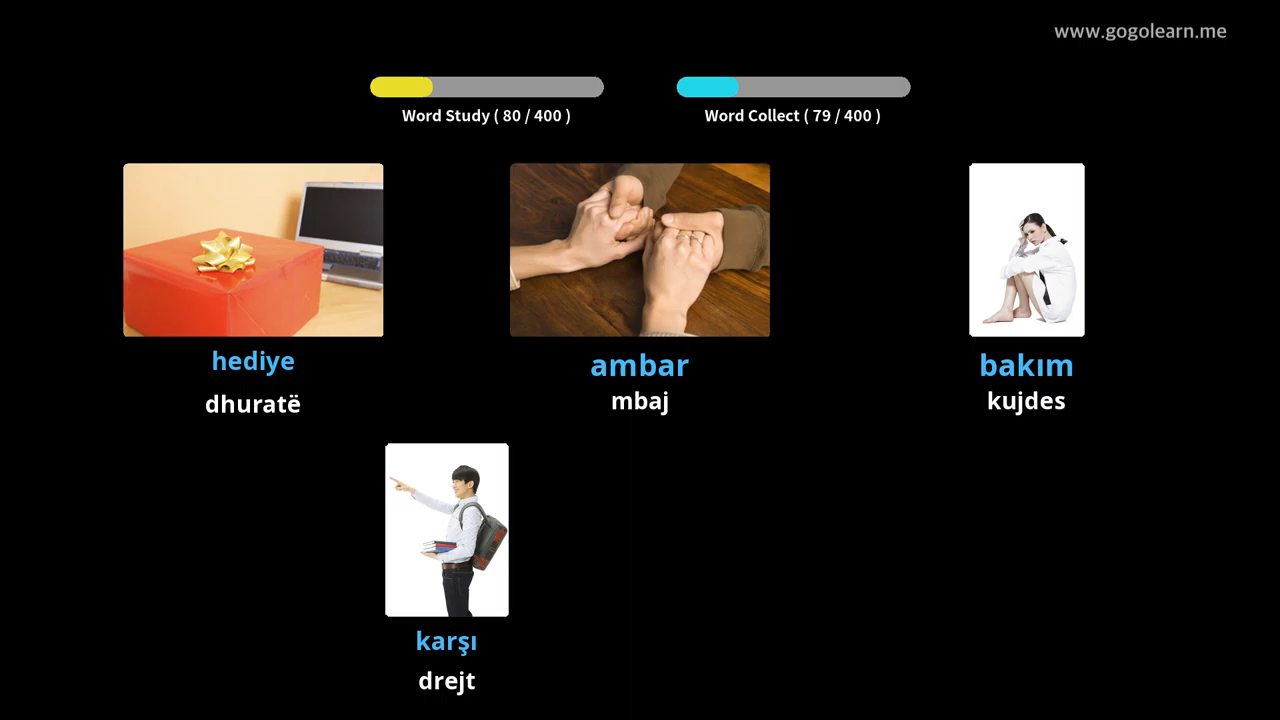 www.gogolearn.me
Word Study ( 80 / 400 )
Word Collect ( 79 / 400 )
hediye
dhuratë
ambar
mbaj
bakım
kujdes
karşı
drejt